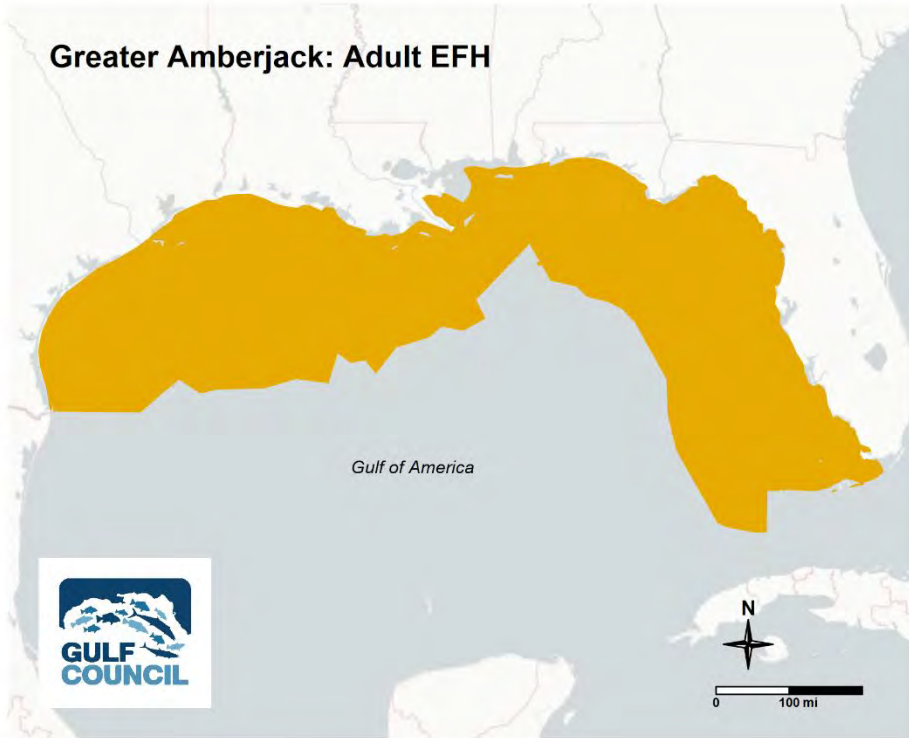 Greater Amberjack: Adult EFH
Gulf of America
GULF
COUNCIL
N
0 100 mi